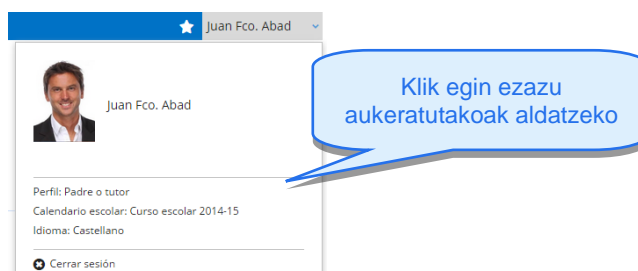 Juan Fco. Abad
Juan Fco. Abad
Klik egin ezazu
aukeratutakoak aldatzeko
Perfil: Padre o tutor
Calendario escolar: Curso escolar 2014-15
Idioma: Castellano
Cerrar sesión